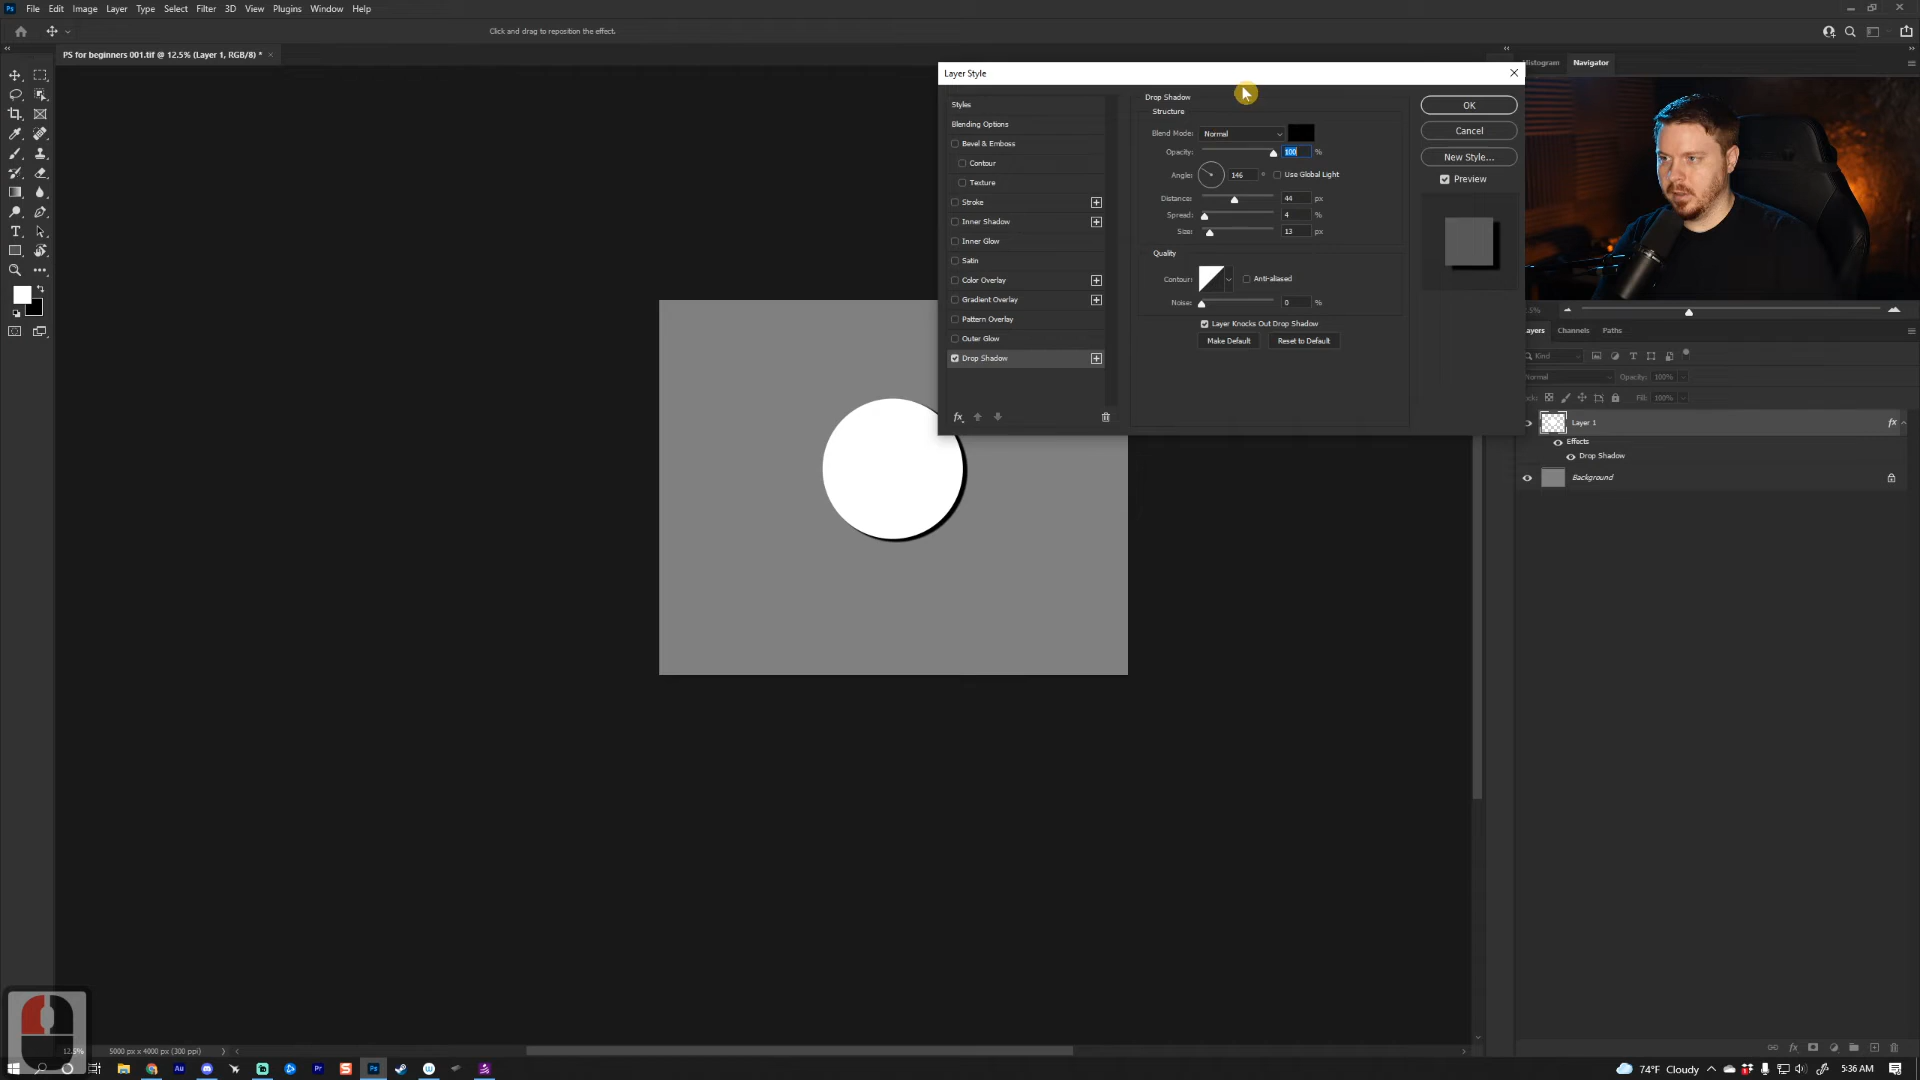 File Edit Image Layer Type Select Filter 3D View Plugins Window Help
Click and drag to reposition the effect.
PS for beginners 001.tif @ 12.5% (Layer 1, RGB/8) *
Histogram Navigator
Layer Style
Styles
Blending Options
Bevel & Emboss
Contour
Texture
Stroke
Inner Shadow
Inner Glow
Satin
Color Overlay
Gradient Overlay
Pattern Overlay
Outer Glow
Drop Shadow
fx
Drop Shadow
Structure
Blend Mode: Normal
Opacity: 100 %
Angle: 146 ° Use Global Light
Distance: 44 px
Spread: 4 %
Size: 13 px
Quality
Contour: Anti-aliased
Noise: 0 %
Layer Knocks Out Drop Shadow
Make Default Reset to Default
OK
Cancel
New Style...
Preview
Channels Paths
Kind
Normal Opacity: 100%
Fill: 100%
Layer 1 fx
Effects
Drop Shadow
Background
12.5% 5000 px x 4000 px (300 ppi)
74°F Cloudy 5:36 AM